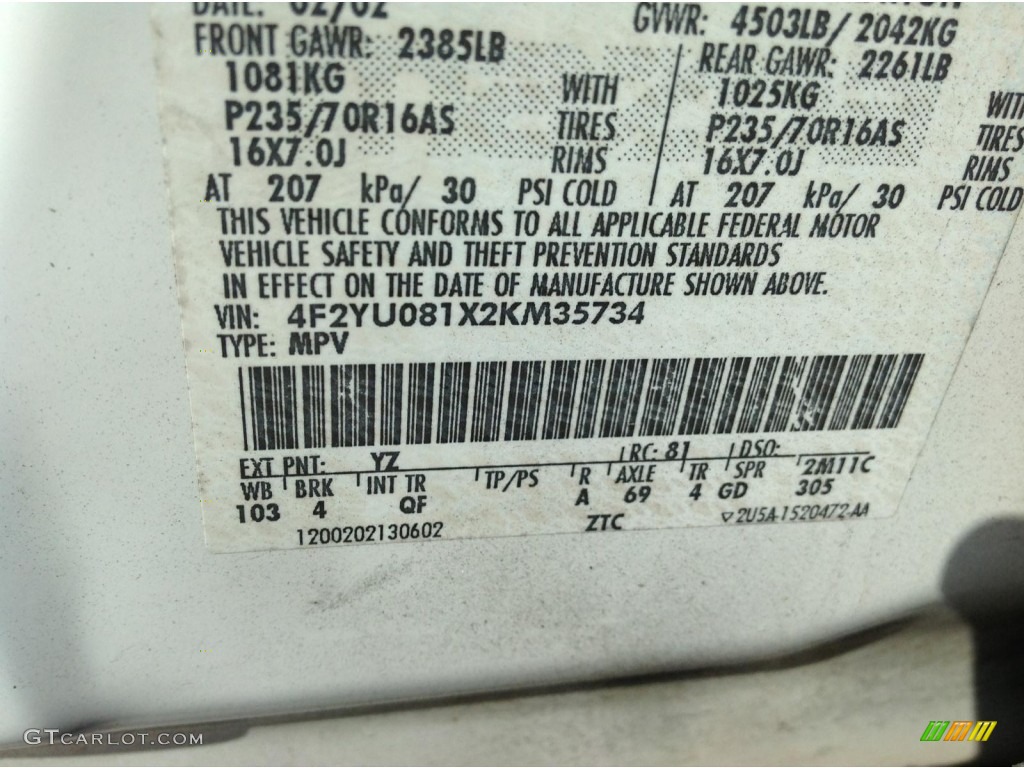 DATE: 02/02
GVWR: 4503LB/ 2042KG
FRONT GAWR: 2385LB REAR GAWR: 2261LB
1081KG WITH 1025KG WITH
P235/70R16AS TIRES P235/70R16AS TIRES
16X7.0J RIMS 16X7.0J RIMS
AT 207 kPa/ 30 PSI COLD AT 207 kPa/ 30 PSI COLD
THIS VEHICLE CONFORMS TO ALL APPLICABLE FEDERAL MOTOR
VEHICLE SAFETY AND THEFT PREVENTION STANDARDS
IN EFFECT ON THE DATE OF MANUFACTURE SHOWN ABOVE.
VIN: 4F2YU081X2KM35734
TYPE: MPV
EXT PNT: YZ RC: 81 DSO:
WB BRK INT TR TP/PS R AXLE TR SPR 2M11C
103 4 QF A 69 4 GD 305
1200202130602 ZTC ▽2U5A-1520472-AA
GTCARLOT.COM